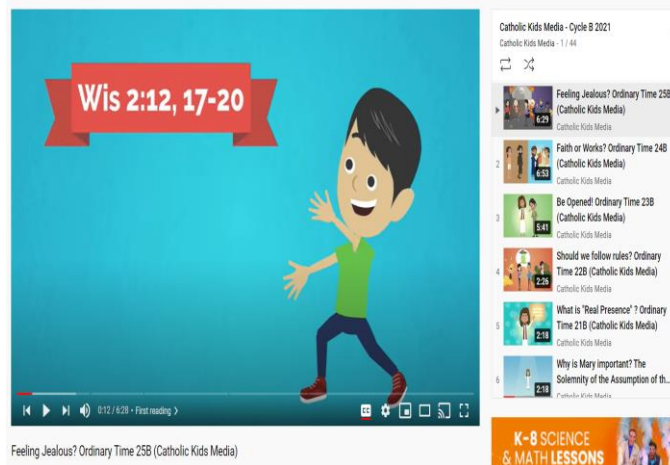 Wis 2:12, 17-20
0:12 / 6:28 • First reading
CC
Feeling Jealous? Ordinary Time 25B (Catholic Kids Media)
Catholic Kids Media - Cycle B 2021
Catholic Kids Media - 1 / 44
6:29
Feeling Jealous? Ordinary Time 25B
(Catholic Kids Media)
Catholic Kids Media
2
6:53
Faith or Works? Ordinary Time 24B
(Catholic Kids Media)
Catholic Kids Media
3
5:41
Be Opened! Ordinary Time 23B
(Catholic Kids Media)
Catholic Kids Media
4
2:26
Should we follow rules? Ordinary
Time 22B (Catholic Kids Media)
Catholic Kids Media
5
2:18
What is "Real Presence" ? Ordinary
Time 21B (Catholic Kids Media)
Catholic Kids Media
6
2:18
Why is Mary important? The
Solemnity of the Assumption of th...
Catholic Kids Media
K-8 SCIENCE
& MATH LESSONS